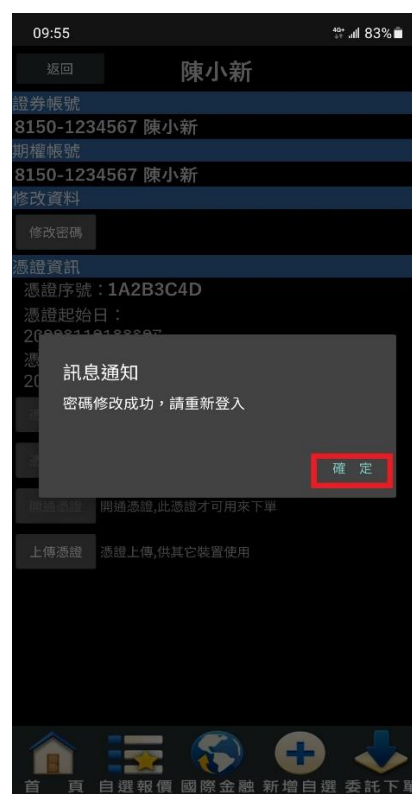 09:55
4G+ 83%
返回
陳小新
證券帳號
8150-1234567 陳小新
期權帳號
8150-1234567 陳小新
修改資料
修改密碼
憑證資訊
憑證序號：1A2B3C4D
憑證起始日：
憑
20
訊息通知
密碼修改成功，請重新登入
確 定
開通憑證 開通憑證,此憑證才可用來下單
上傳憑證 憑證上傳,供其它裝置使用
首 頁 自選報價 國際金融 新增自選 委託下單